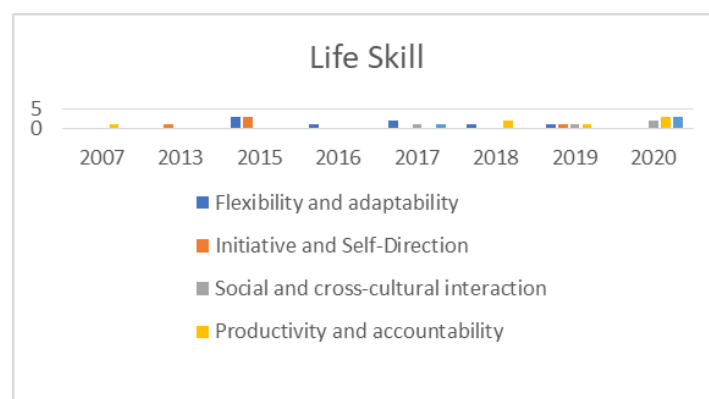 Life Skill
5
0
2007 2013 2015 2016 2017 2018 2019 2020
Flexibility and adaptability
Initiative and Self-Direction
Social and cross-cultural interaction
Productivity and accountability